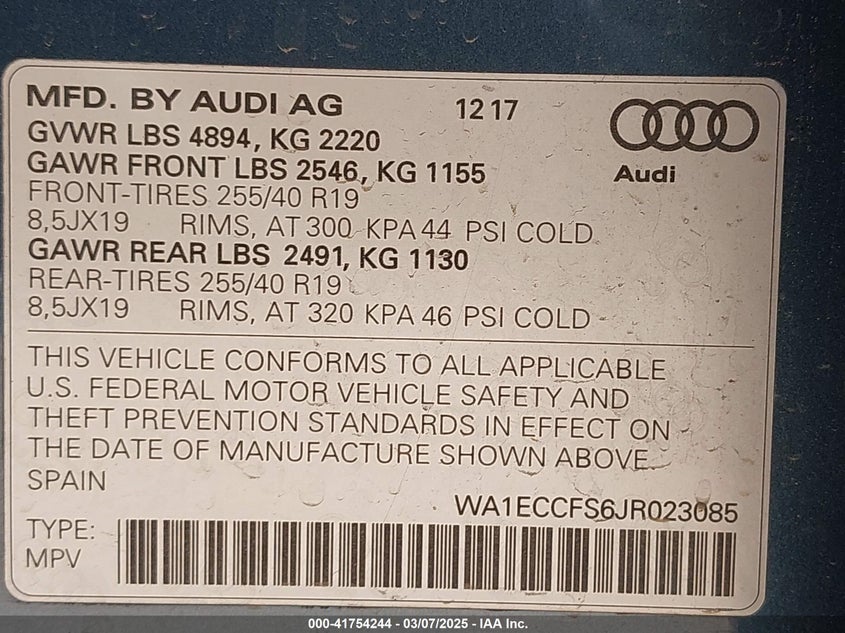 MFD. BY AUDI AG 12 17
GVWR LBS 4894, KG 2220
GAWR FRONT LBS 2546, KG 1155
Audi
FRONT-TIRES 255/40 R19
8,5JX19 RIMS, AT 300 KPA 44 PSI COLD
GAWR REAR LBS 2491, KG 1130
REAR-TIRES 255/40 R19
8,5JX19 RIMS, AT 320 KPA 46 PSI COLD
THIS VEHICLE CONFORMS TO ALL APPLICABLE
U.S. FEDERAL MOTOR VEHICLE SAFETY AND
THEFT PREVENTION STANDARDS IN EFFECT ON
THE DATE OF MANUFACTURE SHOWN ABOVE.
SPAIN
WA1ECCFS6JR023085
TYPE:
MPV
000-41754244 - 03/07/2025 - IAA Inc.